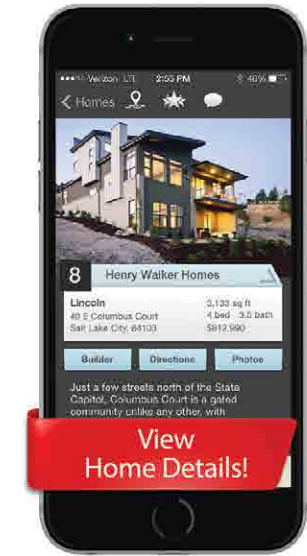 Verizon LTE 2:55 PM 46%
Homes
8 Henry Walker Homes
Lincoln 3,133 sq ft
40 E Columbus Court 4 bed 3.5 bath
Salt Lake City, 84103 $812,990
Builder Directions Photos
Just a few streets north of the State
Capitol, Columbus Court is a gated
community unlike any other, with
View
Home Details!